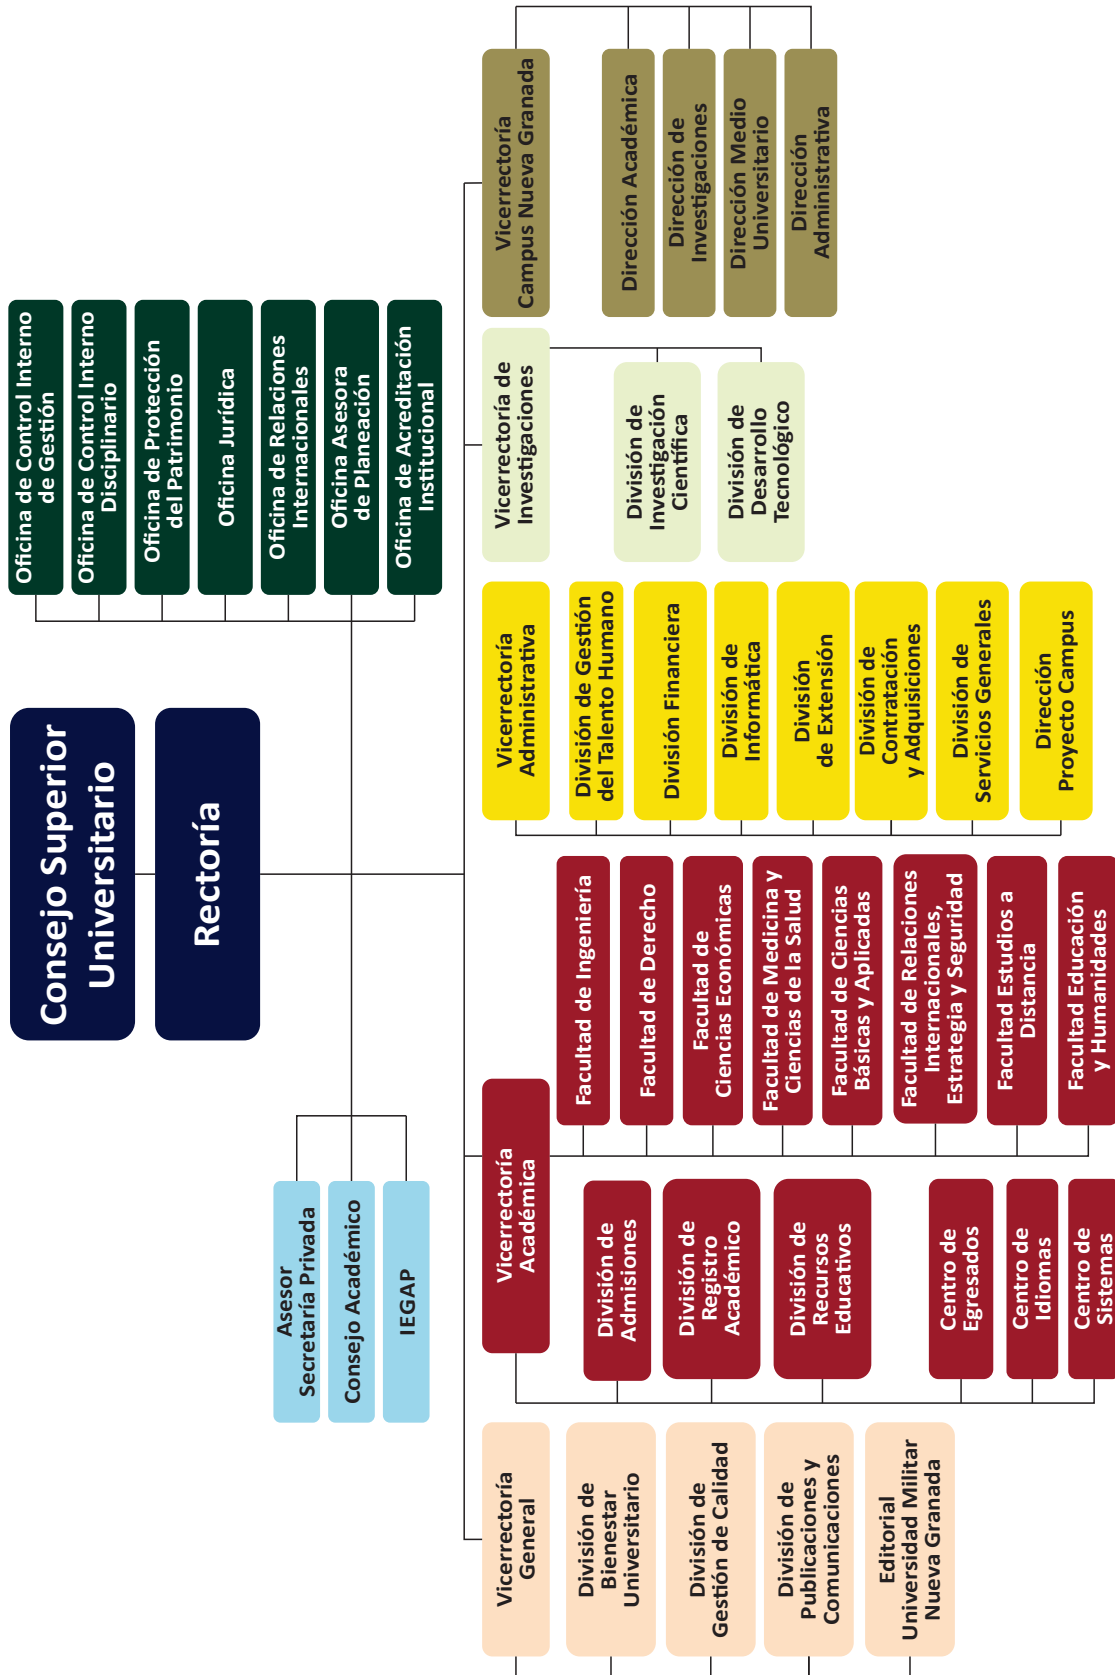 Consejo Superior
Universitario
Rectoría
Asesor
Secretaría Privada
Consejo Académico
IEGAP
Oficina de Control Interno
de Gestión
Oficina de Control Interno
Disciplinario
Oficina de Protección
del Patrimonio
Oficina Jurídica
Oficina de Relaciones
Internacionales
Oficina Asesora
de Planeación
Oficina de Acreditación
Institucional
Vicerrectoría
General
División de
Bienestar
Universitario
División de
Gestión de Calidad
División de
Publicaciones y
Comunicaciones
Editorial
Universidad Militar
Nueva Granada
Vicerrectoría
Académica
División de
Admisiones
División de
Registro
Académico
División de
Recursos
Educativos
Centro de
Egresados
Centro de
Idiomas
Centro de
Sistemas
Facultad de Ingeniería
Facultad de Derecho
Facultad de
Ciencias Económicas
Facultad de Medicina y
Ciencias de la Salud
Facultad de Ciencias
Básicas y Aplicadas
Facultad de Relaciones
Internacionales,
Estrategia y Seguridad
Facultad Estudios a
Distancia
Facultad Educación
y Humanidades
Vicerrectoría
Administrativa
División de Gestión
del Talento Humano
División Financiera
División de
Informática
División
de Extensión
División de
Contratación
y Adquisiciones
División de
Servicios Generales
Dirección
Proyecto Campus
Vicerrectoría de
Investigaciones
División de
Investigación
Científica
División de
Desarrollo
Tecnológico
Vicerrectoría
Campus Nueva Granada
Dirección Académica
Dirección de
Investigaciones
Dirección Medio
Universitario
Dirección
Administrativa